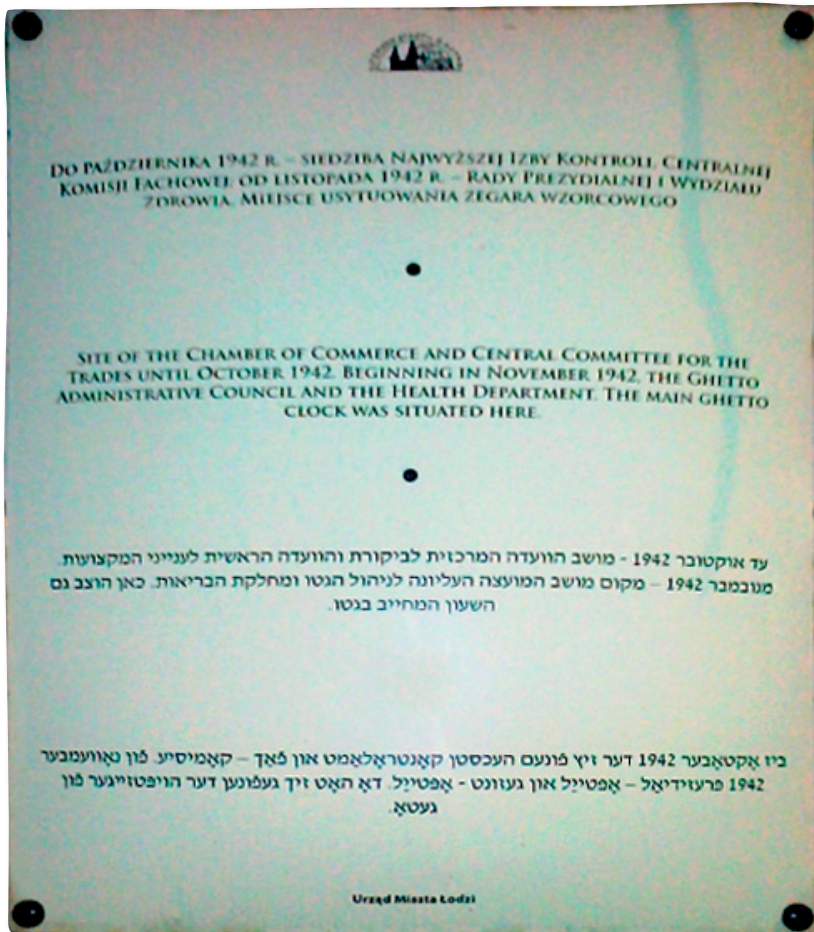 DO PAŹDZIERNIKA 1942 R. – SIEDZIBA NAJWYŻSZEJ IZBY KONTROLI, CENTRALNEJ
KOMISJI FACHOWEJ; OD LISTOPADA 1942 R. – RADY PREZYDIALNEJ I WYDZIAŁU
ZDROWIA. MIEJSCE USYTUOWANIA ZEGARA WZORCOWEGO
SITE OF THE CHAMBER OF COMMERCE AND CENTRAL COMMITTEE FOR THE
TRADES UNTIL OCTOBER 1942. BEGINNING IN NOVEMBER 1942, THE GHETTO
ADMINISTRATIVE COUNCIL AND THE HEALTH DEPARTMENT. THE MAIN GHETTO
CLOCK WAS SITUATED HERE.
עד אוקטובר 1942 - מושב הוועדה המרכזית לביקורת והוועדה הראשית לענייני המקצועות.
מנובמבר 1942 – מקום מושב המועצה העליונה לניהול הגטו ומחלקת הבריאות. כאן הוצב גם
השעון המחייב בגטו.
ביז אָקטאָבער 1942 דער זיץ פֿונעם העכסטן קאָנטראָלאַמט און פֿאַך – קאָמיסיע. פֿון נאָוועמבער
1942 פּרעזידיאַל – אָפּטייל און געזונט - אָפּטייַל. דאָ האָט זיך געפֿונען דער הויפּטזייגער פֿון
געטאָ.
Urząd Miasta Łodzi